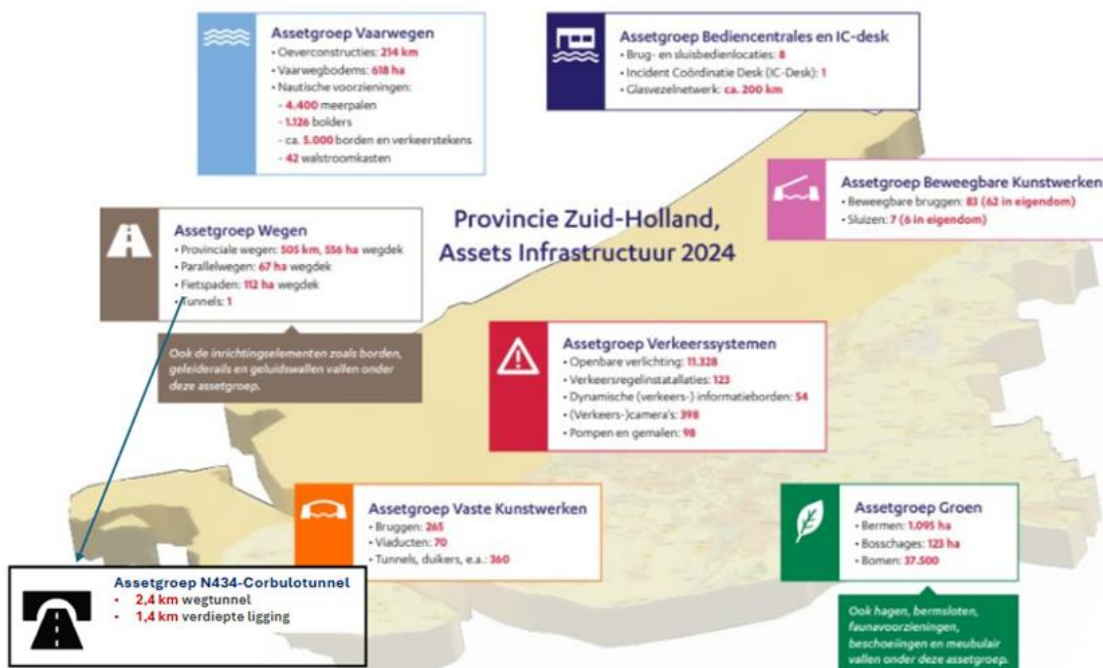 Assetgroep Vaarwegen
• Oeverconstructies: 214 km
• Vaarwegbodems: 618 ha
• Nautische voorzieningen:
- 4.400 meerpalen
- 1.126 bolders
- ca. 5.000 borden en verkeerstekens
- 42 walstroomkasten
Assetgroep Bediencentrales en IC-desk
• Brug- en sluisbedienlocaties: 8
• Incident Coördinatie Desk (IC-Desk): 1
• Glasvezelnetwerk: ca. 200 km
Assetgroep Beweegbare Kunstwerken
• Beweegbare bruggen: 83 (62 in eigendom)
• Sluizen: 7 (6 in eigendom)
Provincie Zuid-Holland,
Assets Infrastructuur 2024
Assetgroep Wegen
• Provinciale wegen: 505 km, 556 ha wegdek
• Parallelwegen: 67 ha wegdek
• Fietspaden: 112 ha wegdek
• Tunnels: 1
Ook de inrichtingselementen zoals borden,
geleiderails en geluidswallen vallen onder
deze assetgroep.
Assetgroep Verkeerssystemen
• Openbare verlichting: 11.328
• Verkeersregelinstatallaties: 123
• Dynamische (verkeers-) informatieborden: 54
• (Verkeers-)camera's: 398
• Pompen en gemalen: 98
Assetgroep Vaste Kunstwerken
• Bruggen: 265
• Viaducten: 70
• Tunnels, duikers, e.a.: 360
Assetgroep Groen
• Bermen: 1.095 ha
• Bosschages: 123 ha
• Bomen: 37.500
Ook hagen, bermsloten,
faunavoorzieningen,
beschoeiingen en meubulair
vallen onder deze assetgroep.
Assetgroep N434-Corbulotunnel
• 2,4 km wegtunnel
• 1,4 km verdiepte ligging